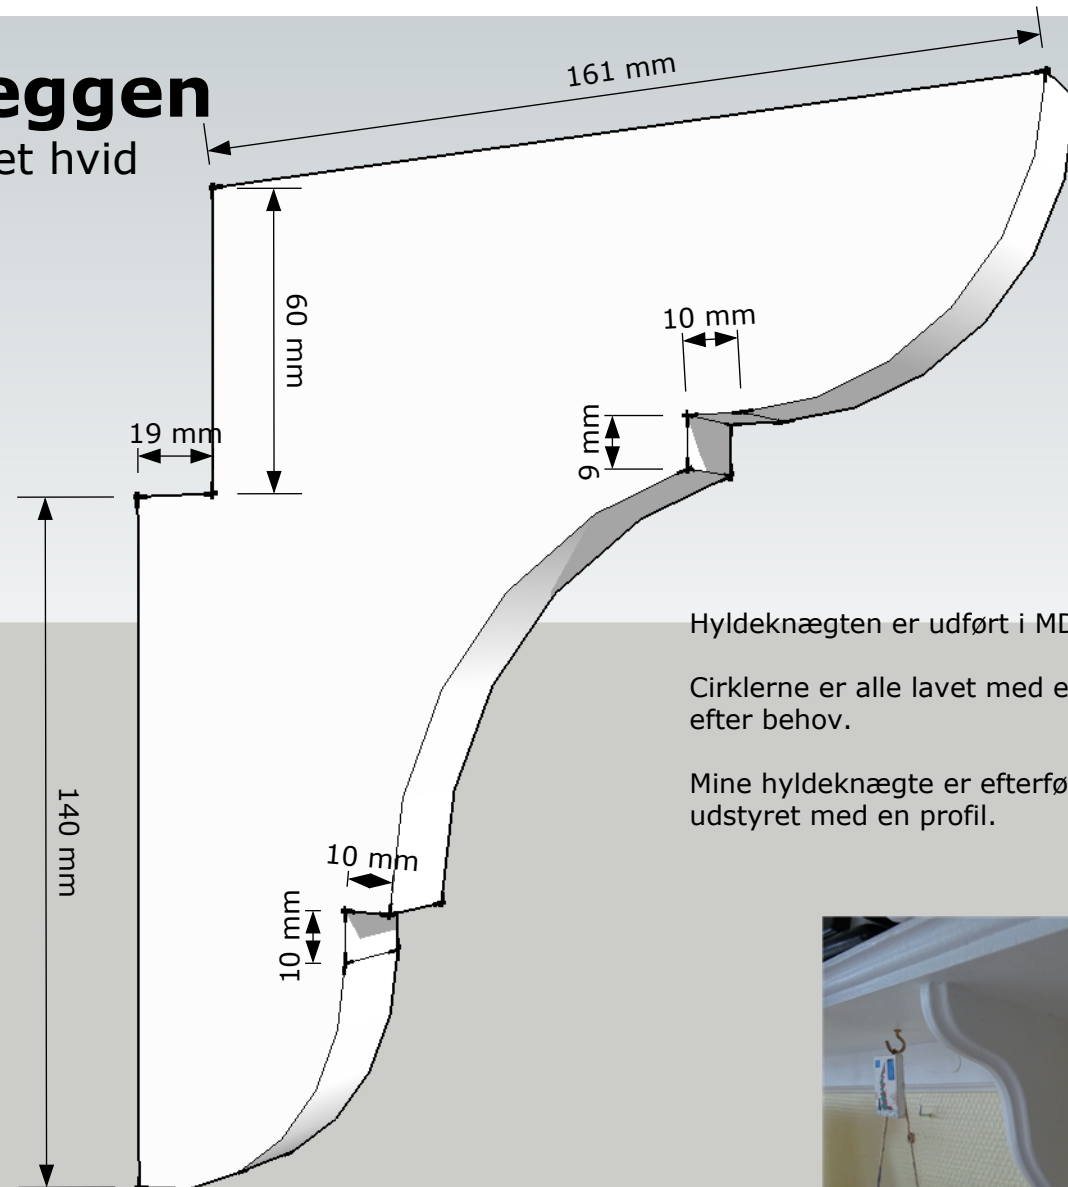 æggen
et hvid
161 mm
60 mm
10 mm
9 mm
19 mm
140 mm
10 mm
10 mm
Hyldeknægten er udført i MD
Cirklerne er alle lavet med e
efter behov.
Mine hyldeknægte er efterfø
udstyret med en profil.